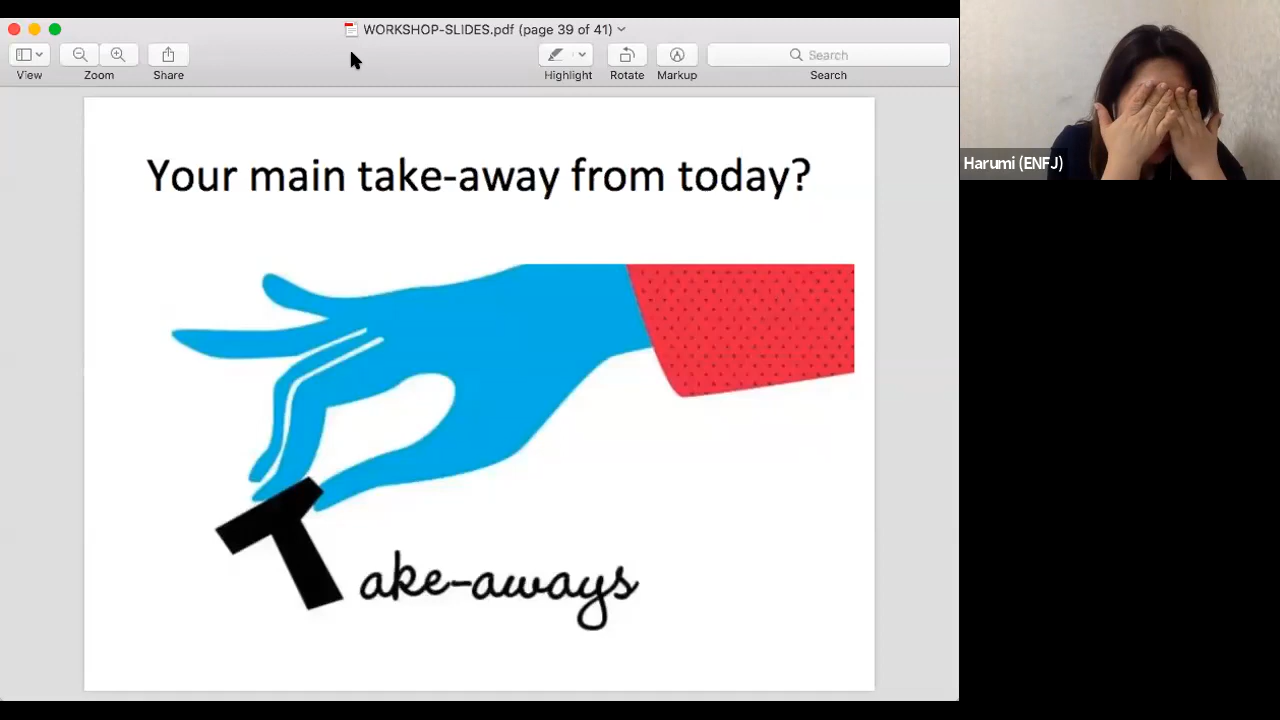 WORKSHOP-SLIDES.pdf (page 39 of 41)
View
Zoom
Share
Highlight
Rotate
Markup
Search
Search
Your main take-away from today?
Take-aways
Harumi (ENFJ)